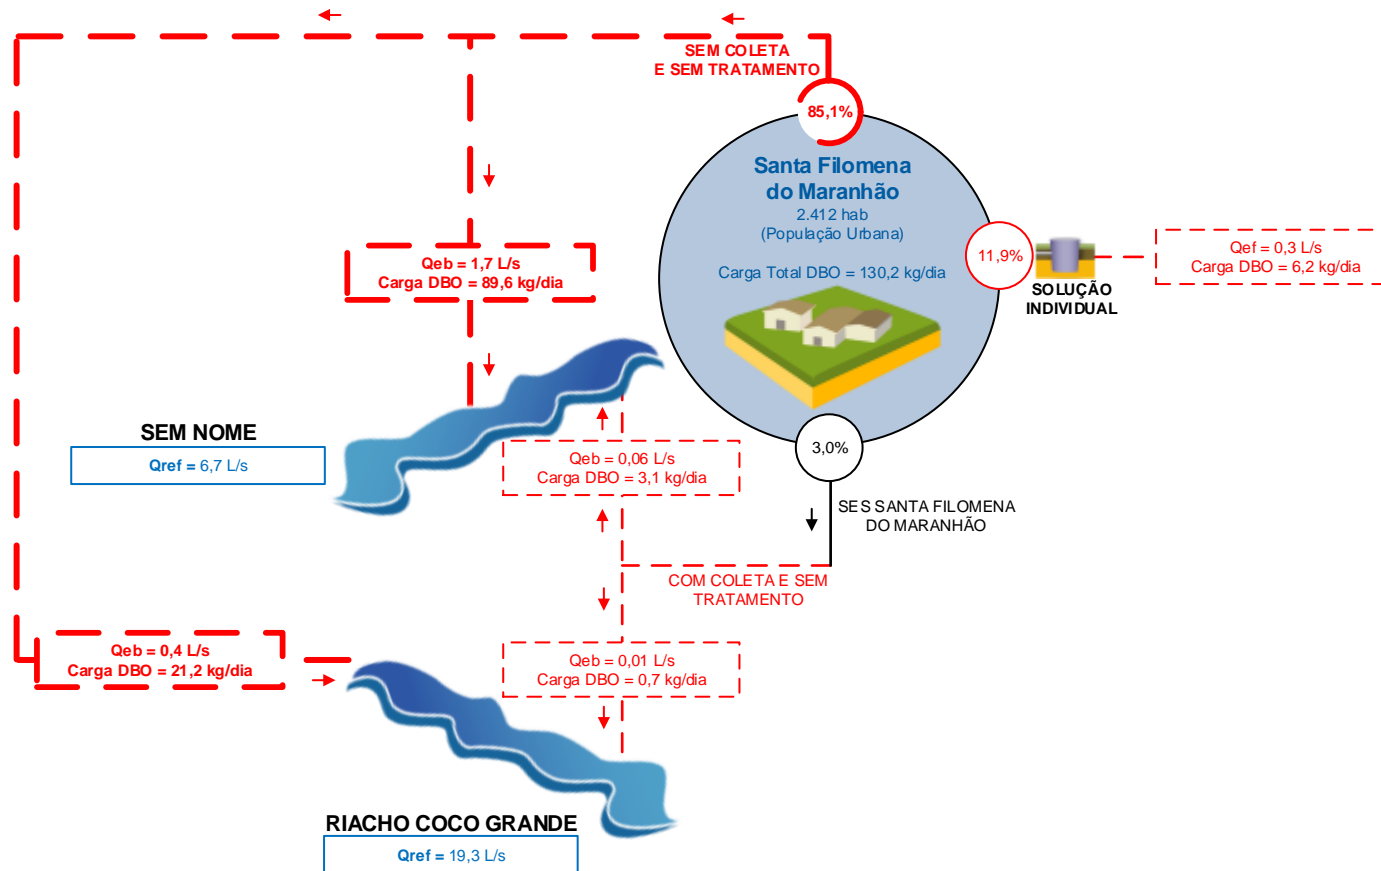 SEM COLETA
E SEM TRATAMENTO
85,1%
Santa Filomena
do Maranhão
2.412 hab
(População Urbana)
Carga Total DBO = 130,2 kg/dia
11,9%
SOLUÇÃO
INDIVIDUAL
Qef = 0,3 L/s
Carga DBO = 6,2 kg/dia
Qeb = 1,7 L/s
Carga DBO = 89,6 kg/dia
SEM NOME
Qref = 6,7 L/s
Qeb = 0,06 L/s
Carga DBO = 3,1 kg/dia
3,0%
SES SANTA FILOMENA
DO MARANHÃO
COM COLETA E SEM
TRATAMENTO
Qeb = 0,4 L/s
Carga DBO = 21,2 kg/dia
Qeb = 0,01 L/s
Carga DBO = 0,7 kg/dia
RIACHO COCO GRANDE
Qref = 19,3 L/s